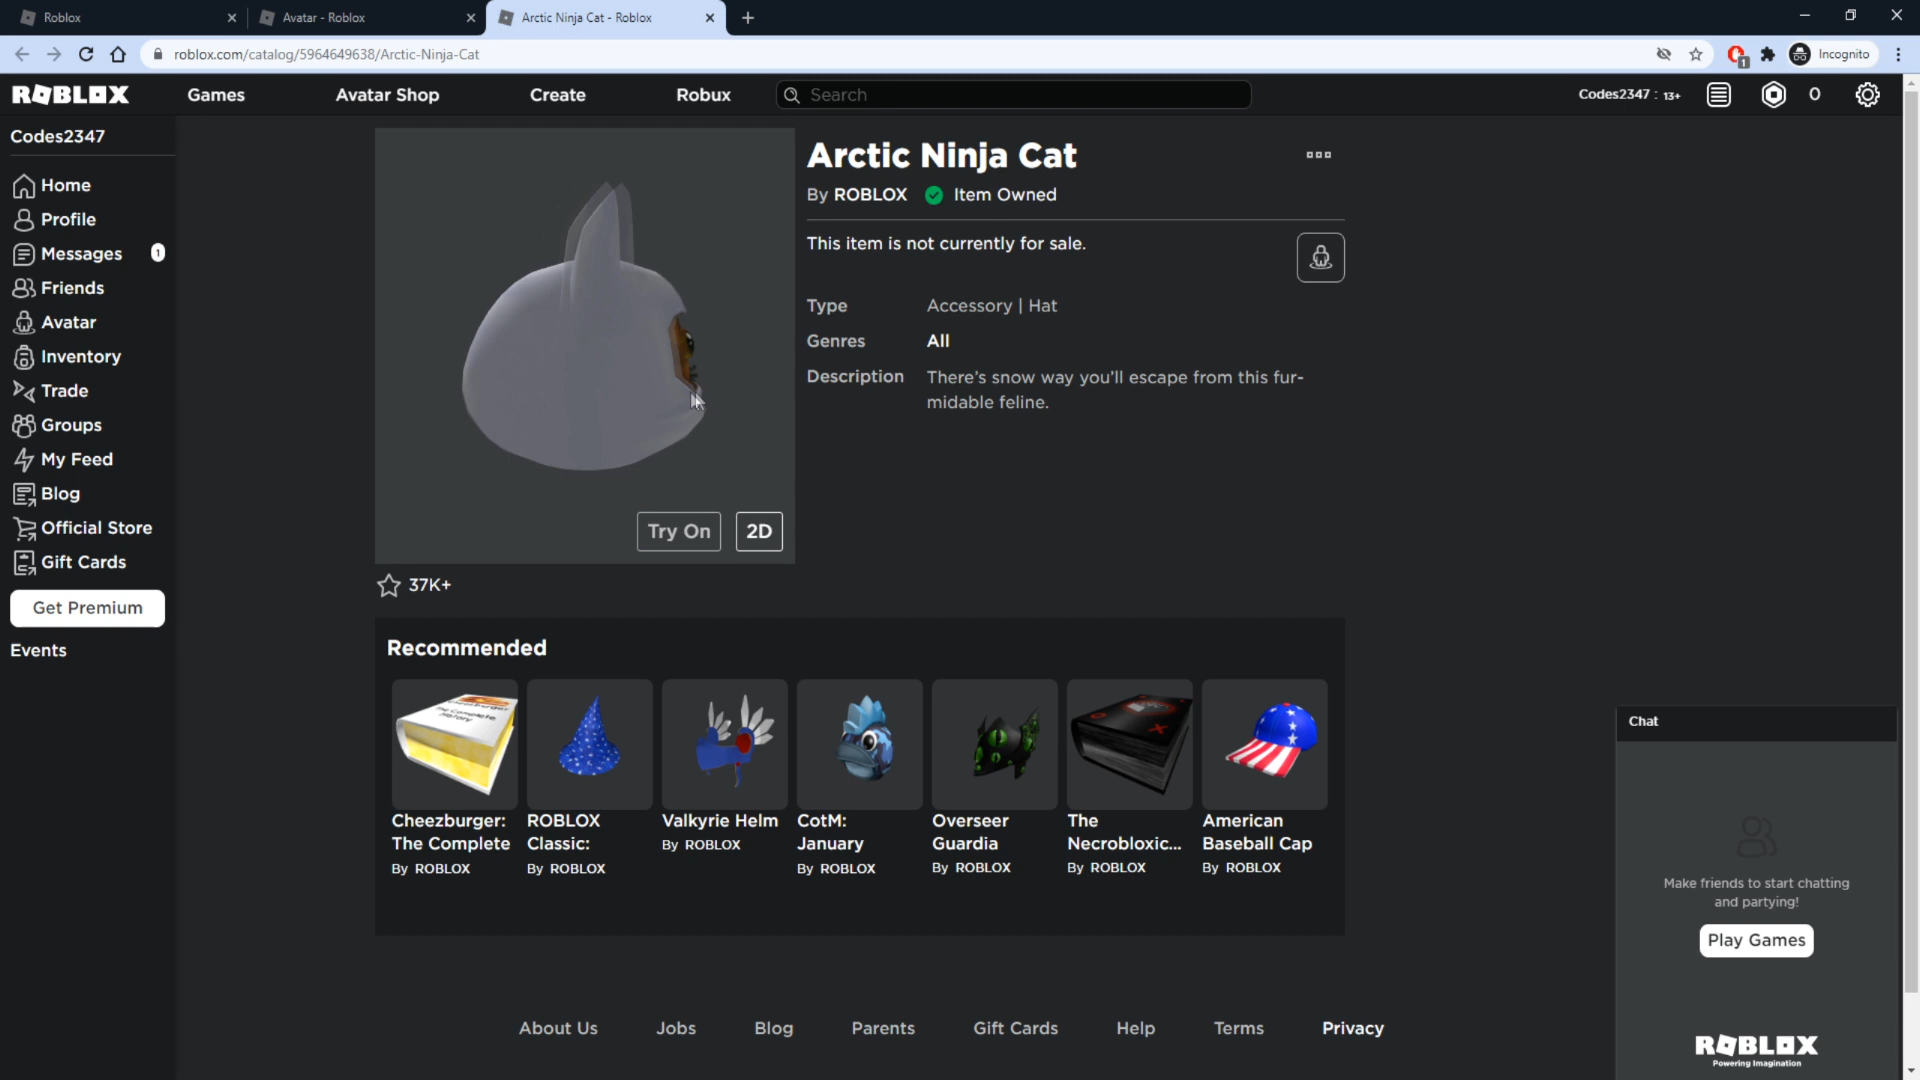 Roblox
Avatar - Roblox
Arctic Ninja Cat - Roblox
roblox.com/catalog/5964649638/Arctic-Ninja-Cat
1
Incognito
ROBLOX
Games
Avatar Shop
Create
Robux
Search
Codes2347 : 13+
0
Codes2347
Home
Profile
Messages 1
Friends
Avatar
Inventory
Trade
Groups
My Feed
Blog
Official Store
Gift Cards
Get Premium
Events
Arctic Ninja Cat
By ROBLOX Item Owned
This item is not currently for sale.
Type Accessory | Hat
Genres All
Description There's snow way you'll escape from this fur-
midable feline.
Try On
2D
37K+
Recommended
Cheezburger:
The Complete
By ROBLOX
ROBLOX
Classic:
By ROBLOX
Valkyrie Helm
By ROBLOX
CotM:
January
By ROBLOX
Overseer
Guardia
By ROBLOX
The
Necrobloxic...
By ROBLOX
American
Baseball Cap
By ROBLOX
Chat
Make friends to start chatting
and partying!
Play Games
ROBLOX
Powering Imagination
About Us
Jobs
Blog
Parents
Gift Cards
Help
Terms
Privacy